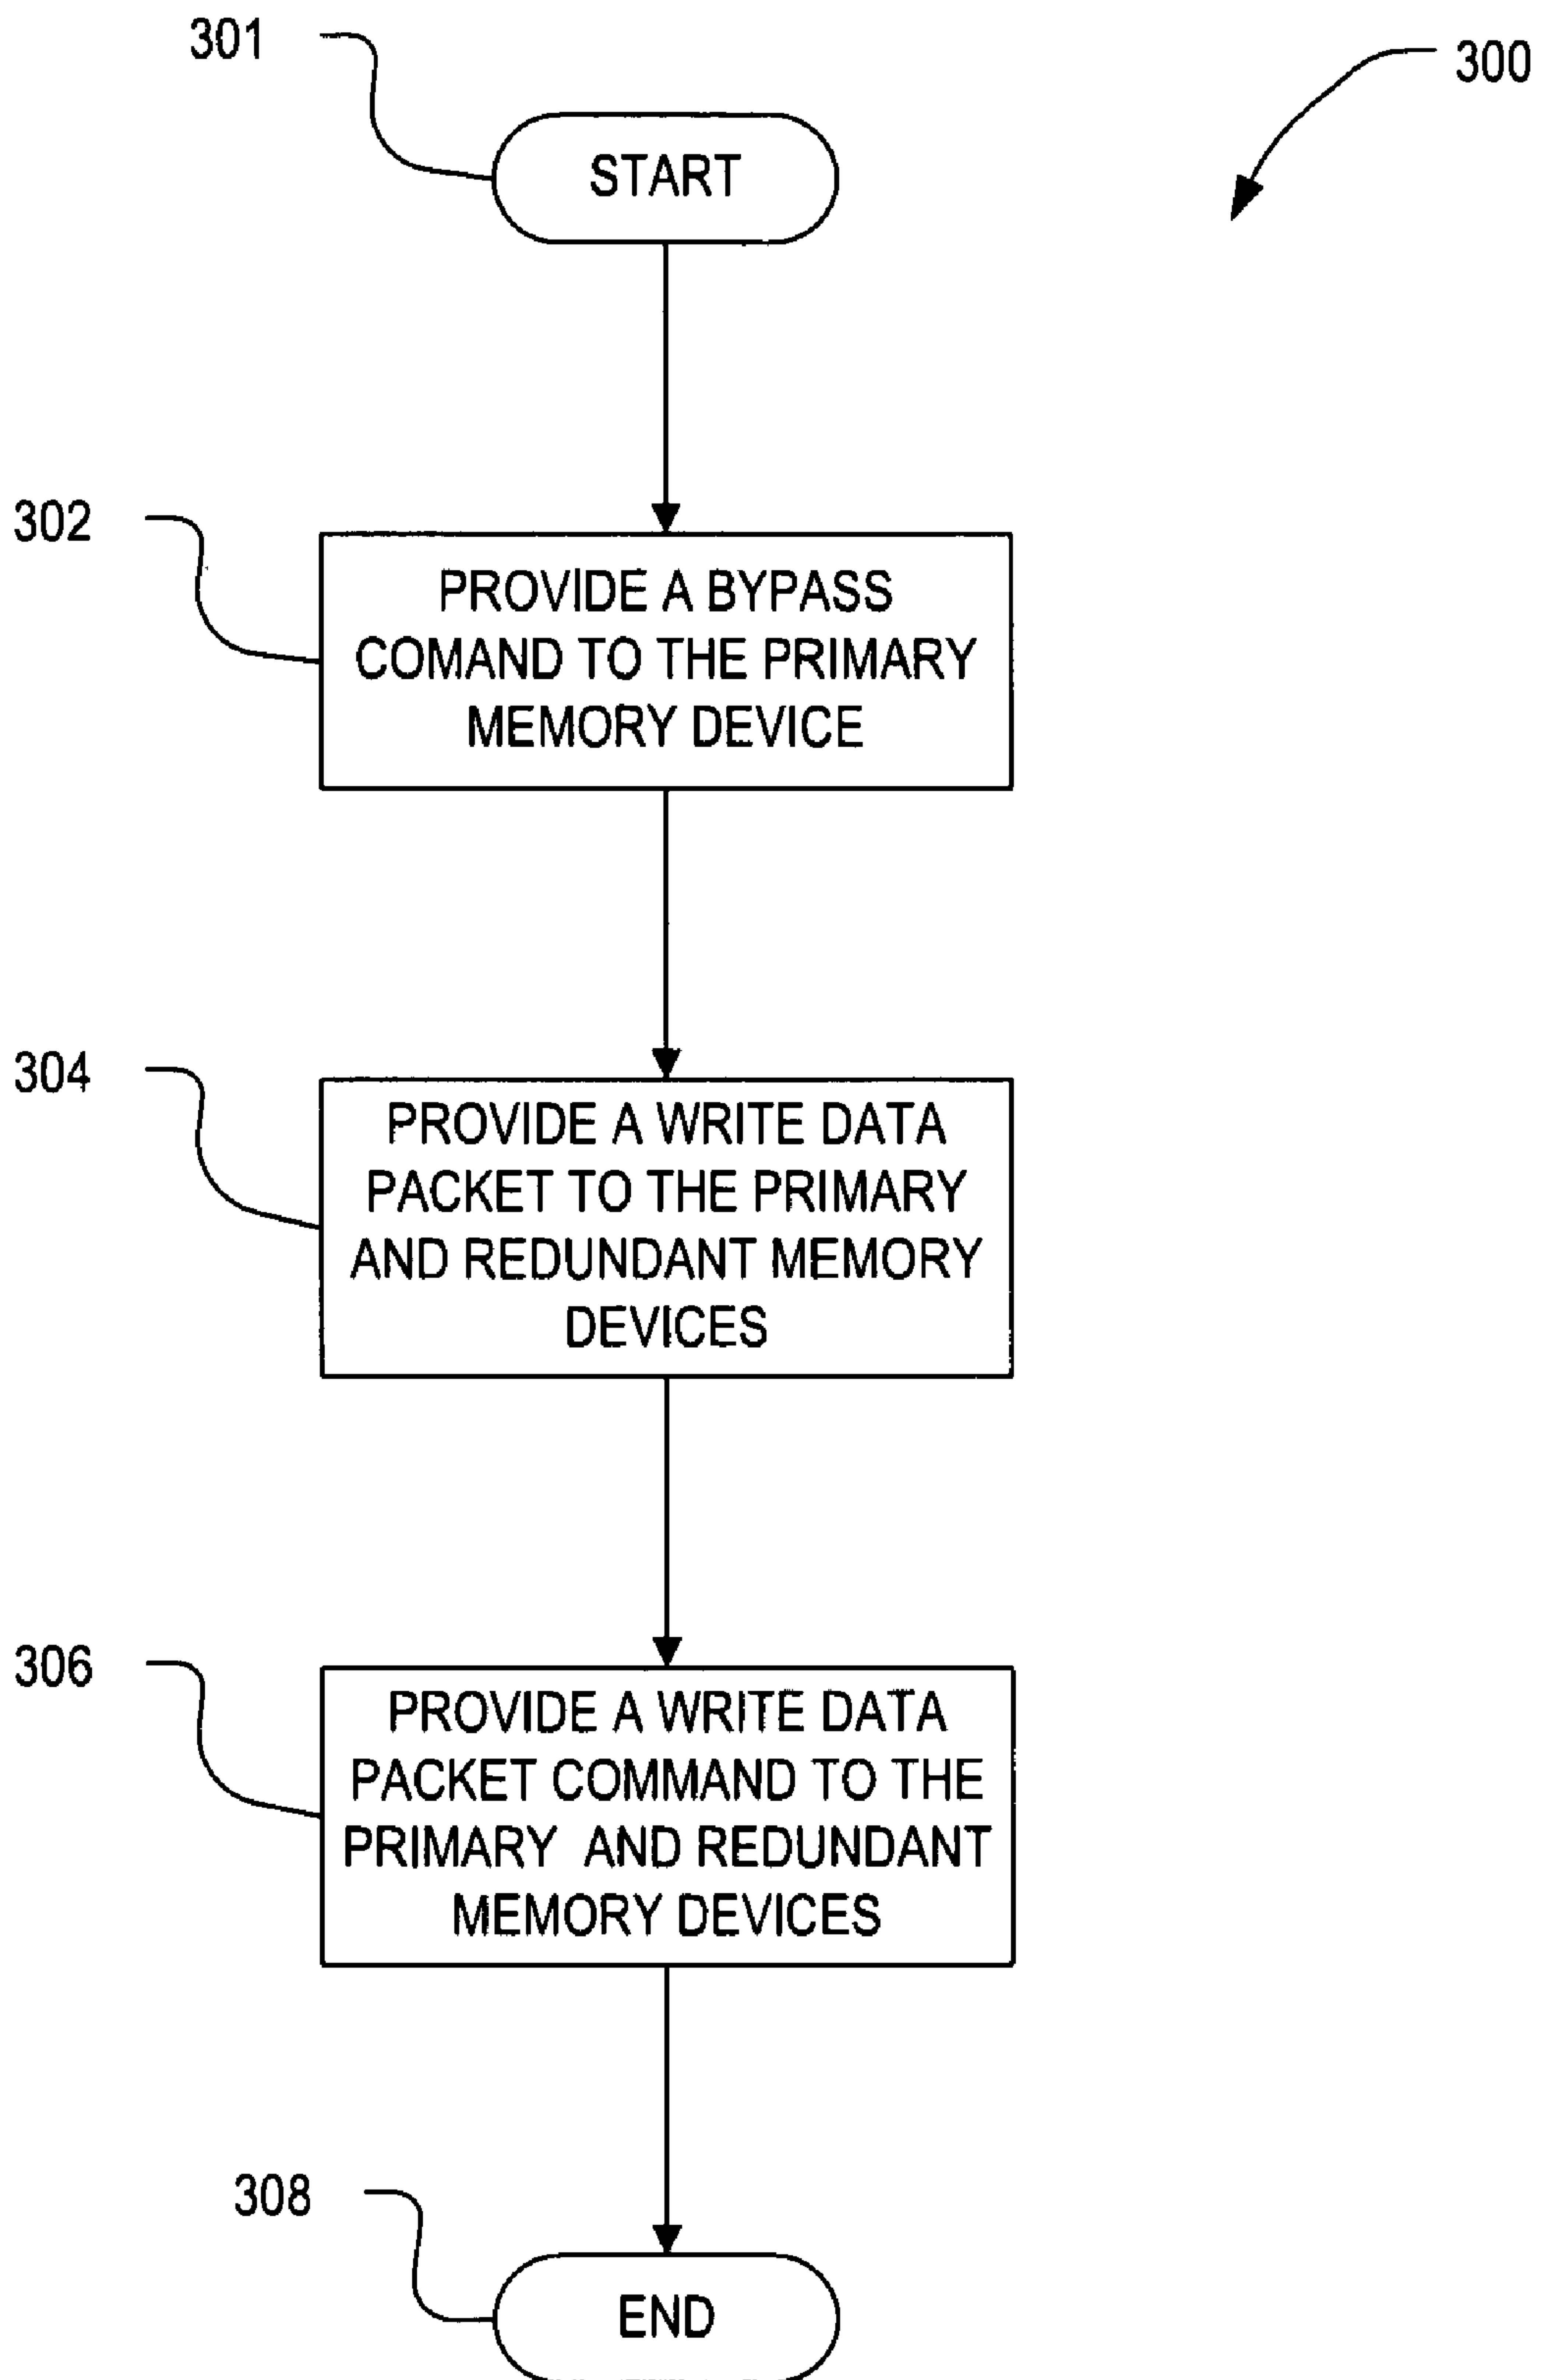 301
300
START
302
PROVIDE A BYPASS
COMAND TO THE PRIMARY
MEMORY DEVICE
304
PROVIDE A WRITE DATA
PACKET TO THE PRIMARY
AND REDUNDANT MEMORY
DEVICES
306
PROVIDE A WRITE DATA
PACKET COMMAND TO THE
PRIMARY AND REDUNDANT
MEMORY DEVICES
308
END